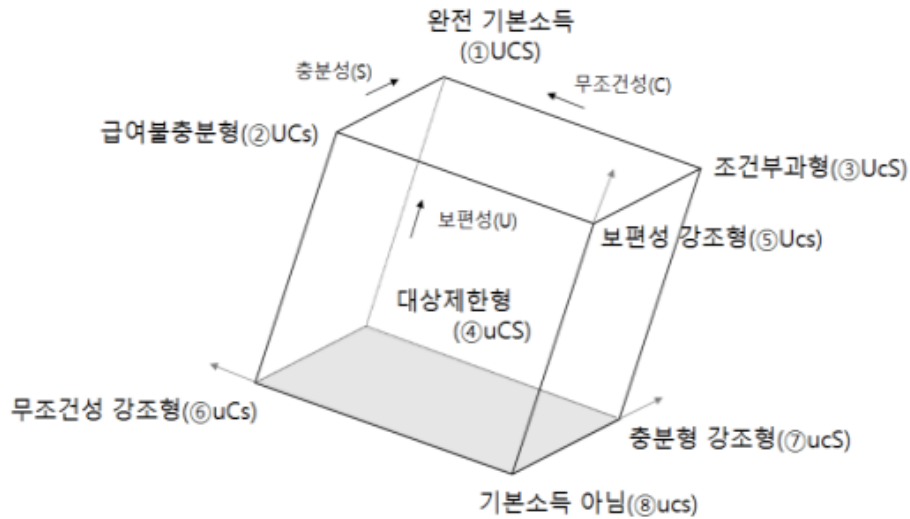 완전 기본소득
(①UCS)
충분성(S)
무조건성(C)
급여불충분형(②UCs)
조건부과형(③UcS)
보편성(U)
보편성 강조형(⑤Ucs)
대상제한형
(④uCS)
무조건성 강조형(⑥uCs)
충분형 강조형(⑦ucS)
기본소득 아님(⑧ucs)